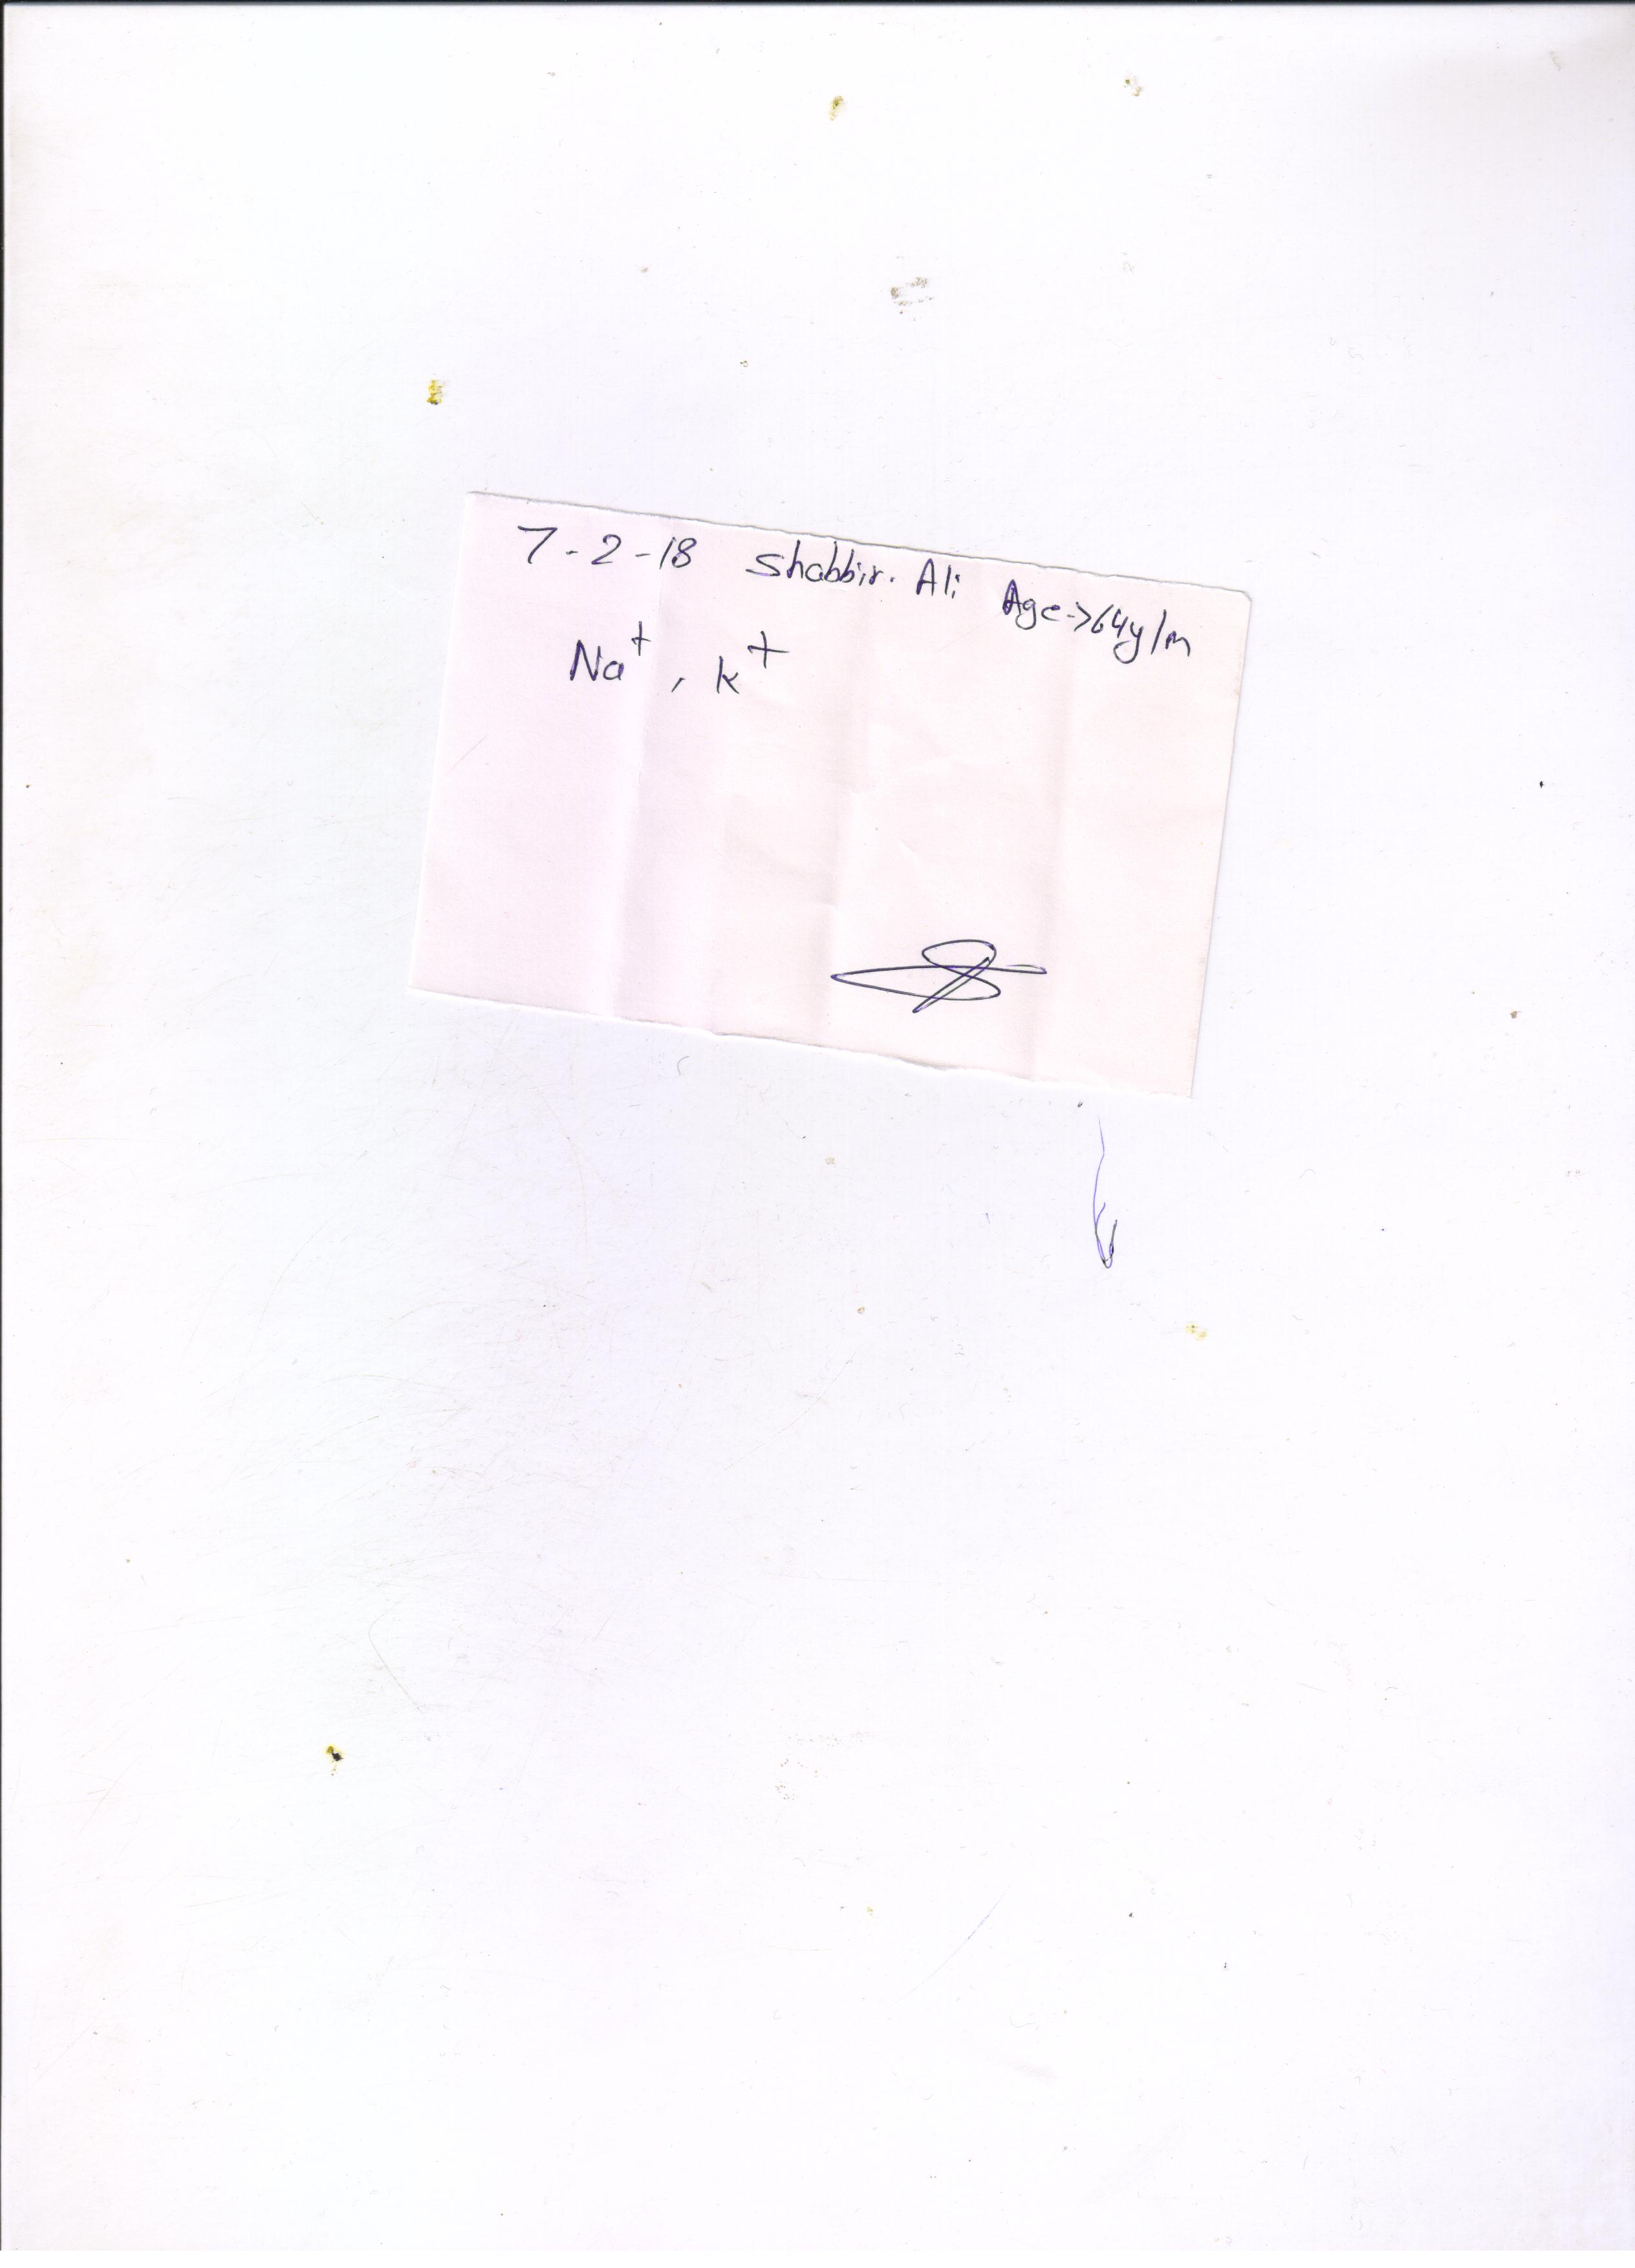 7-2-18 Shabbir. Ali Age->64y/m
Na+, K+